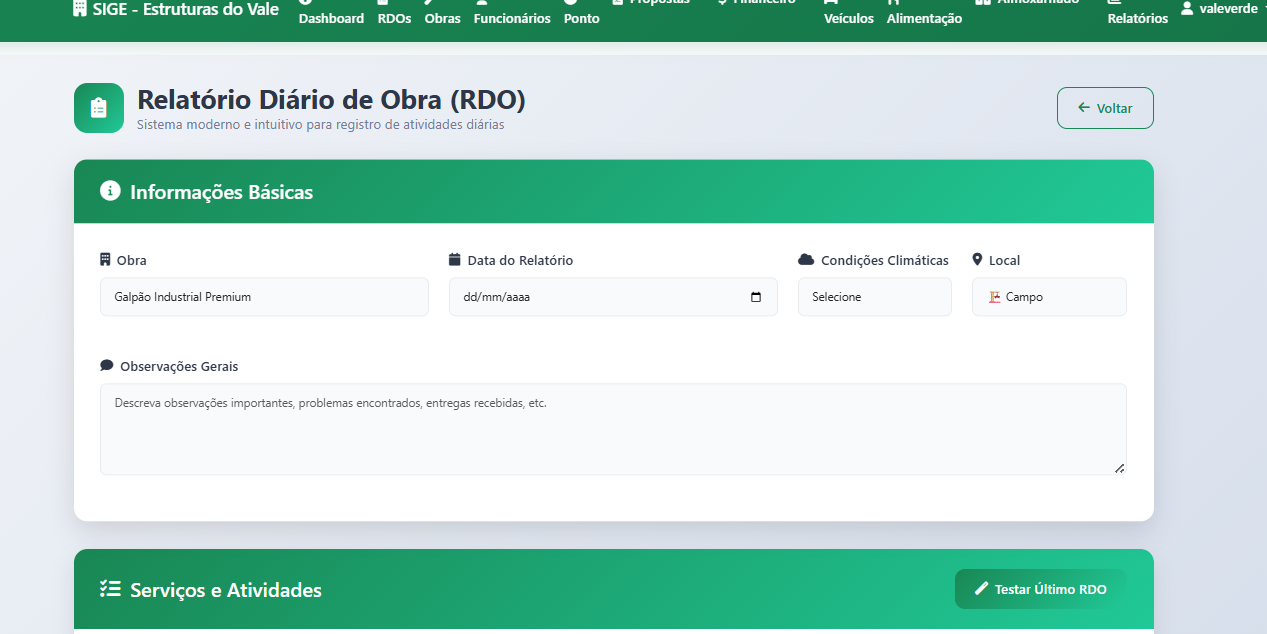 SIGE - Estruturas do Vale
Dashboard
RDOs
Obras
Funcionários
Ponto
Propostas
Financeiro
Veículos
Alimentação
Almoxarifado
Relatórios
valeverde
Relatório Diário de Obra (RDO)
Sistema moderno e intuitivo para registro de atividades diárias
Voltar
Informações Básicas
Obra
Data do Relatório
Condições Climáticas
Local
Galpão Industrial Premium
dd/mm/aaaa
Selecione
Campo
Observações Gerais
Descreva observações importantes, problemas encontrados, entregas recebidas, etc.
Serviços e Atividades
Testar Último RDO